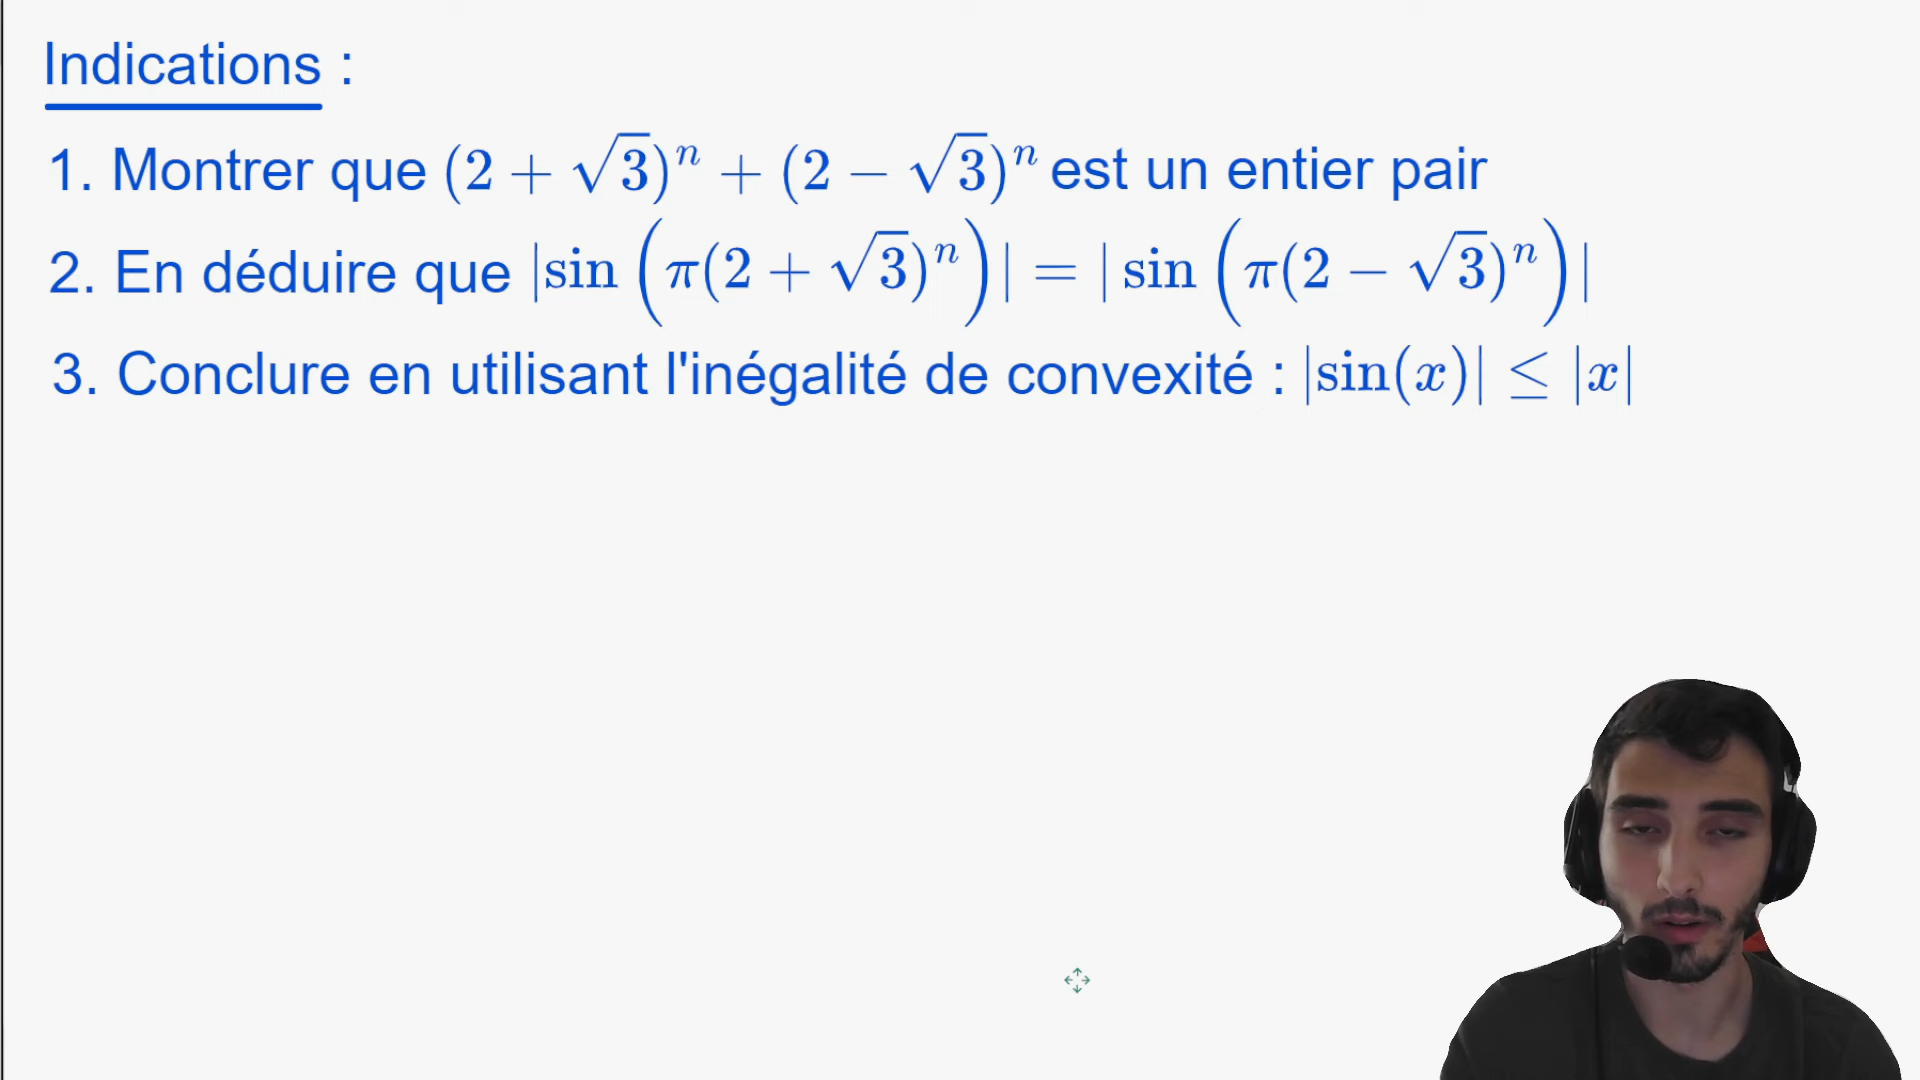 Indications :
1. Montrer que (2 + √3)ⁿ + (2 − √3)ⁿ est un entier pair
2. En déduire que |sin(π(2 + √3)ⁿ)| = | sin(π(2 − √3)ⁿ)|
3. Conclure en utilisant l'inégalité de convexité : |sin(x)| ≤ |x|